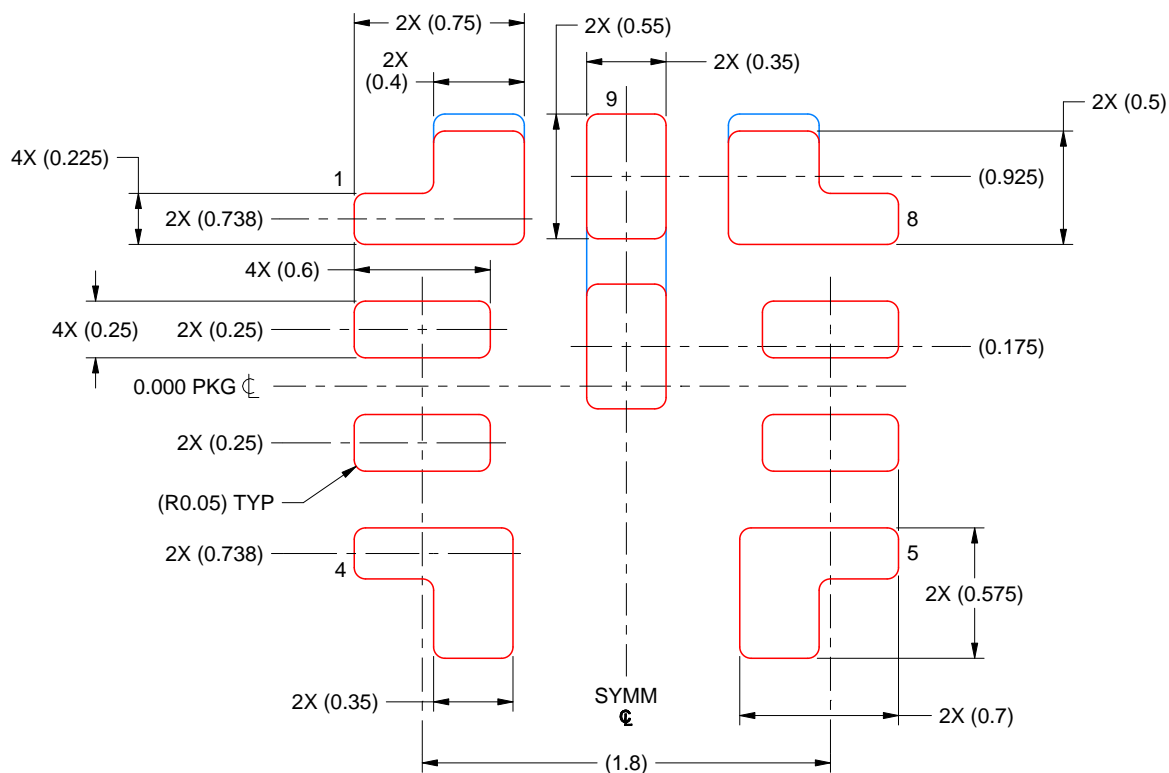 2X (0.75)
2X (0.55)
2X
(0.4)
2X (0.35)
9
2X (0.5)
4X (0.225)
1
(0.925)
2X (0.738)
8
4X (0.6)
4X (0.25)
2X (0.25)
(0.175)
0.000 PKG ℄
2X (0.25)
(R0.05) TYP
2X (0.738)
4
5
2X (0.575)
2X (0.35)
SYMM
℄
2X (0.7)
(1.8)